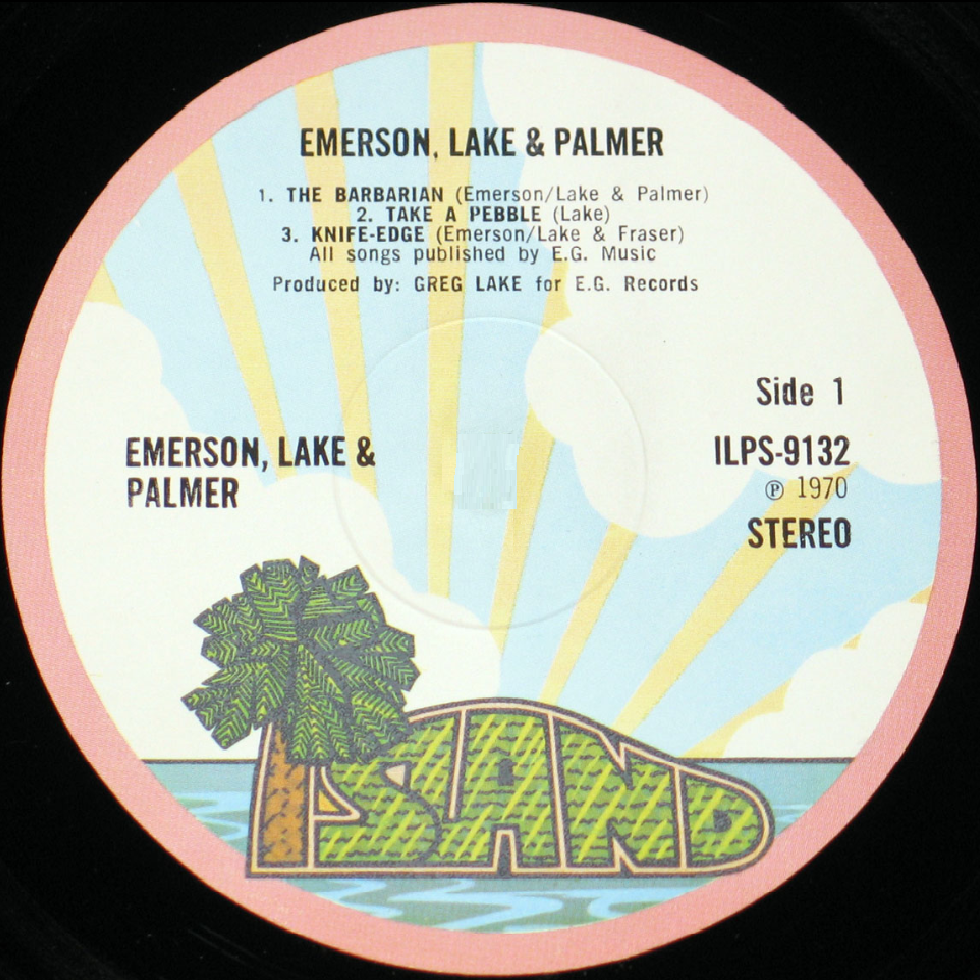 EMERSON, LAKE & PALMER
1. THE BARBARIAN (Emerson/Lake & Palmer)
2. TAKE A PEBBLE (Lake)
3. KNIFE-EDGE (Emerson/Lake & Fraser)
All songs published by E.G. Music
Produced by: GREG LAKE for E.G. Records
Side 1
EMERSON, LAKE &
PALMER
ILPS-9132
℗ 1970
STEREO
ISLAND